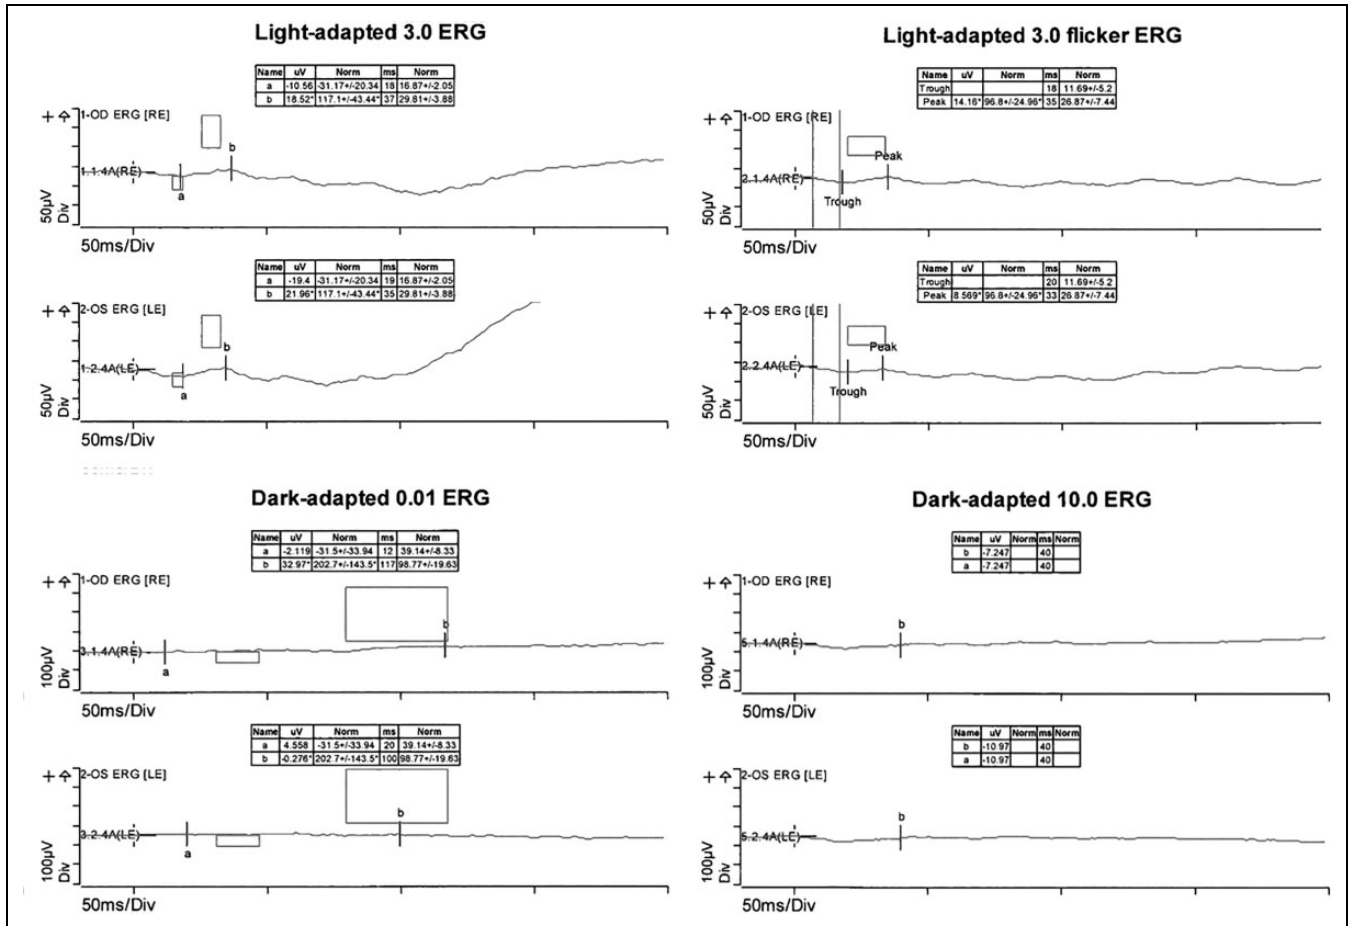 Light-adapted 3.0 ERG
Name uV Norm ms Norm
a -10.56 -31.17+/-20.34 18 16.87+/-2.05
b 18.52* 117.1+/-43.44* 37 29.81+/-3.88
1-OD ERG [RE]
b
1.1.4A(RE)
a
50µV
Div
50ms/Div
Name uV Norm ms Norm
a -19.4 -31.17+/-20.34 19 16.87+/-2.05
b 21.96* 117.1+/-43.44* 35 29.81+/-3.88
2-OS ERG [LE]
b
1.2.4A(LE)
a
50µV
Div
50ms/Div
Light-adapted 3.0 flicker ERG
Name uV Norm ms Norm
Trough 18 11.69+/-5.2
Peak 14.16* 96.8+/-24.96* 35 26.87+/-7.44
1-OD ERG [RE]
Peak
2.1.4A(RE)
Trough
50µV
Div
50ms/Div
Name uV Norm ms Norm
Trough 20 11.69+/-5.2
Peak 8.569* 96.8+/-24.96* 33 26.87+/-7.44
2-OS ERG [LE]
Peak
2.2.4A(LE)
Trough
50µV
Div
50ms/Div
Dark-adapted 0.01 ERG
Name uV Norm ms Norm
a -2.119 -31.5+/-33.94 12 39.14+/-8.33
b 32.97* 202.7+/-143.5* 117 98.77+/-19.63
1-OD ERG [RE]
b
3.1.4A(RE)
a
100µV
Div
50ms/Div
Name uV Norm ms Norm
a 4.558 -31.5+/-33.94 20 39.14+/-8.33
b -0.276* 202.7+/-143.5* 100 98.77+/-19.63
2-OS ERG [LE]
b
3.2.4A(LE)
a
100µV
Div
50ms/Div
Dark-adapted 10.0 ERG
Name uV Norm ms Norm
b -7.247 40
a -7.247 40
1-OD ERG [RE]
b
5.1.4A(RE)
100µV
Div
50ms/Div
Name uV Norm ms Norm
b -10.97 40
a -10.97 40
2-OS ERG [LE]
b
5.2.4A(LE)
100µV
Div
50ms/Div